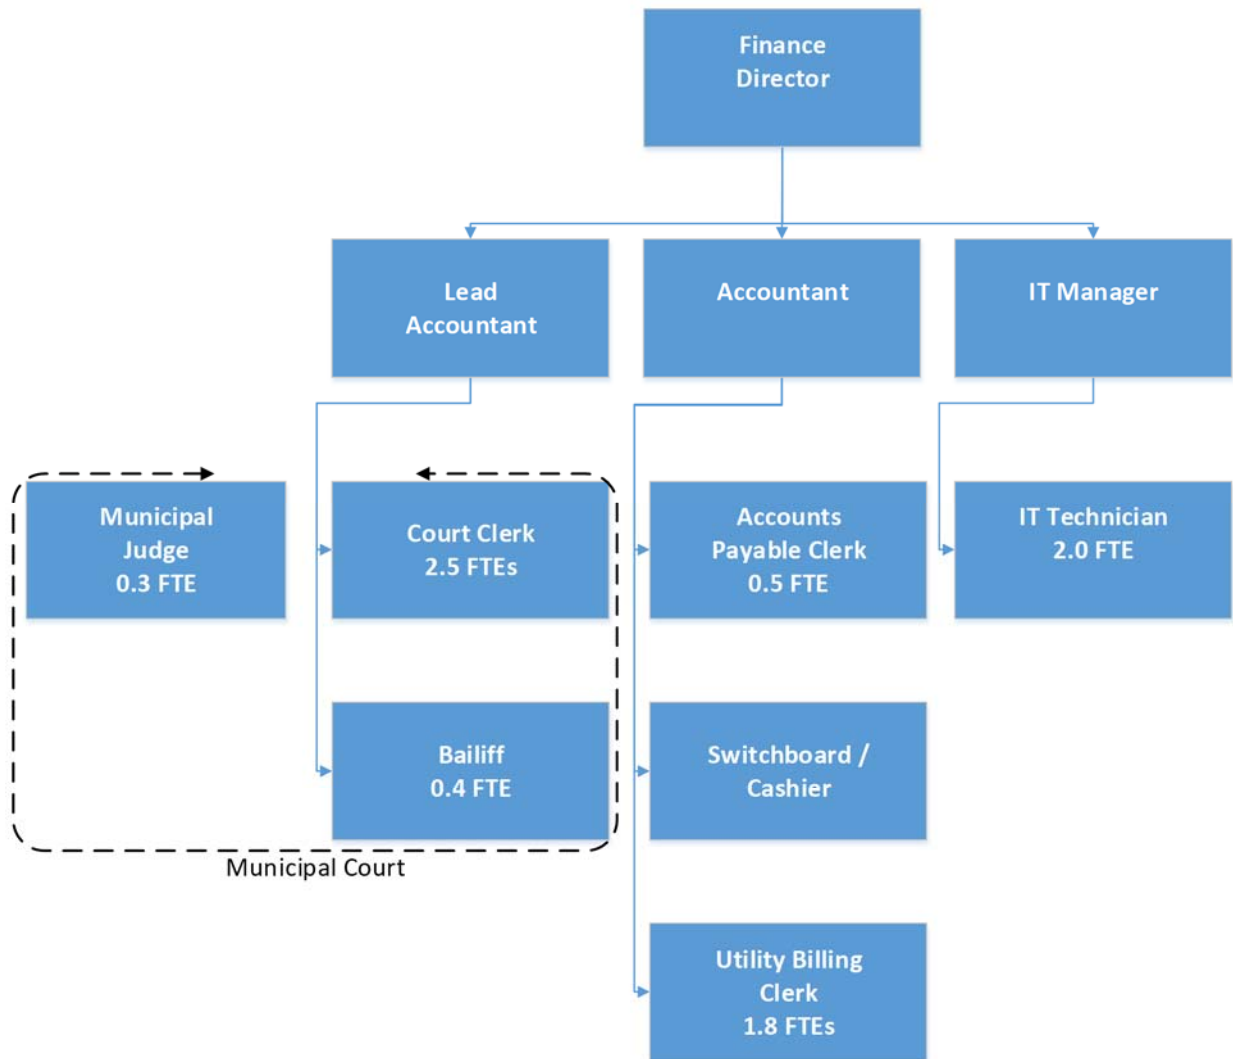 Finance
Director
Lead
Accountant
Accountant
IT Manager
Municipal
Judge
0.3 FTE
Court Clerk
2.5 FTEs
Accounts
Payable Clerk
0.5 FTE
IT Technician
2.0 FTE
Bailiff
0.4 FTE
Switchboard /
Cashier
Municipal Court
Utility Billing
Clerk
1.8 FTEs